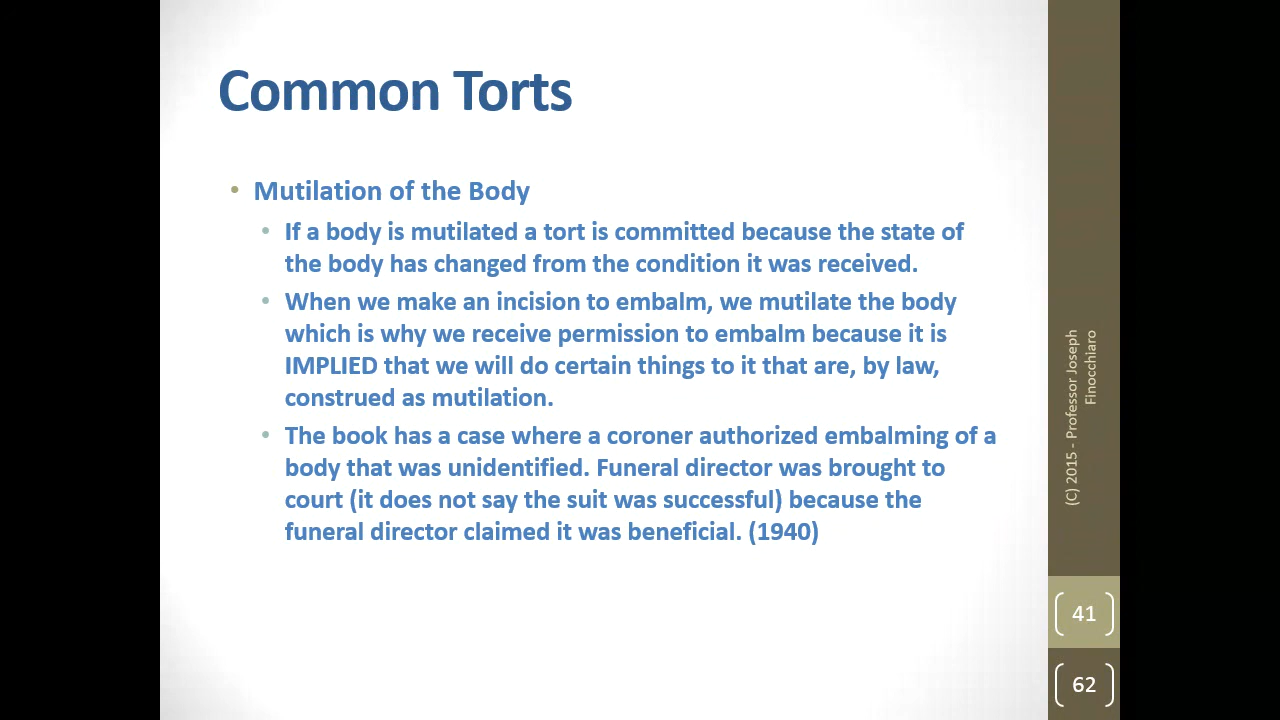 Common Torts
• Mutilation of the Body
• If a body is mutilated a tort is committed because the state of
the body has changed from the condition it was received.
• When we make an incision to embalm, we mutilate the body
which is why we receive permission to embalm because it is
IMPLIED that we will do certain things to it that are, by law,
construed as mutilation.
• The book has a case where a coroner authorized embalming of a
body that was unidentified. Funeral director was brought to
court (it does not say the suit was successful) because the
funeral director claimed it was beneficial. (1940)
(C) 2015 - Professor Joseph
Finocchiaro
41
62